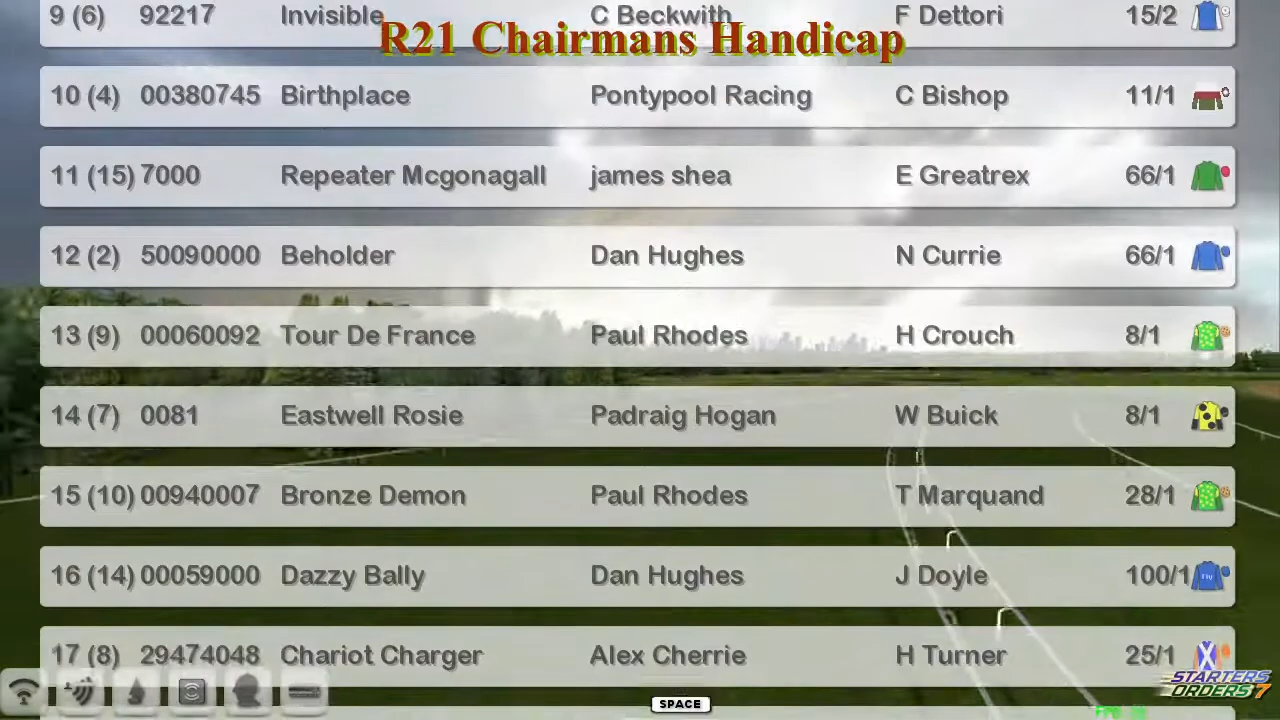 9 (6) 92217 Invisible C Beckwith F Dettori 15/2
R21 Chairmans Handicap
10 (4) 00380745 Birthplace Pontypool Racing C Bishop 11/1
11 (15) 7000 Repeater Mcgonagall james shea E Greatrex 66/1
12 (2) 50090000 Beholder Dan Hughes N Currie 66/1
13 (9) 00060092 Tour De France Paul Rhodes H Crouch 8/1
14 (7) 0081 Eastwell Rosie Padraig Hogan W Buick 8/1
15 (10) 00940007 Bronze Demon Paul Rhodes T Marquand 28/1
16 (14) 00059000 Dazzy Bally Dan Hughes J Doyle 100/1
17 (8) 29474048 Chariot Charger Alex Cherrie H Turner 25/1
STARTERS
ORDERS 7
SPACE